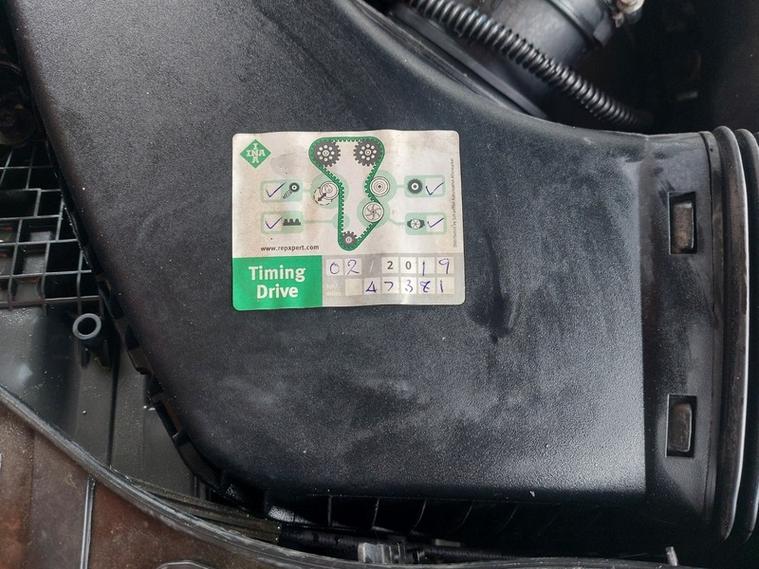 INA
www.repxpert.com
Timing
Drive
02 / 2019
47381